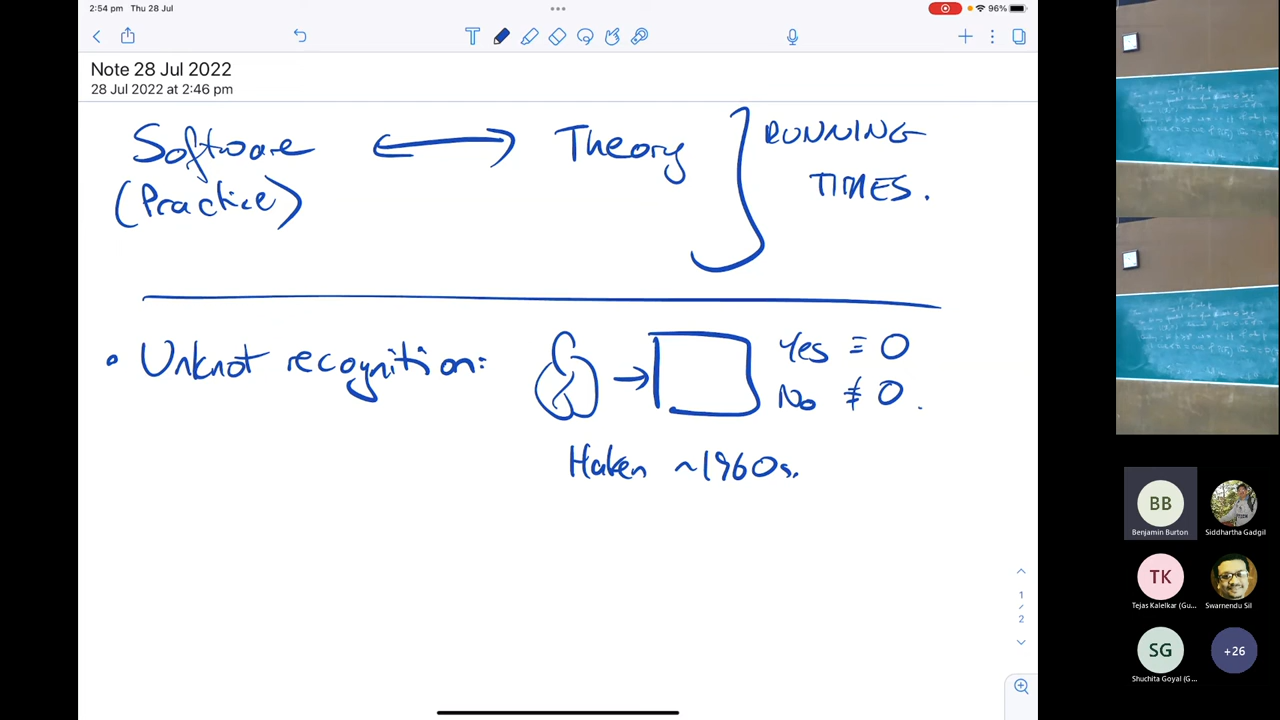 2:54 pm Thu 28 Jul
96%
T
Note 28 Jul 2022
28 Jul 2022 at 2:46 pm
Software ⟷ Theory
(Practice)
RUNNING
TIMES.
• Unknot recognition: → Yes ≡ O
No ≢ O.
Haken ~1960s.
1
/
2
BB
Benjamin Burton
Siddhartha Gadgil
TK
Tejas Kalelkar (Gu...
Swarnendu Sil
SG
Shuchita Goyal (G...
+26